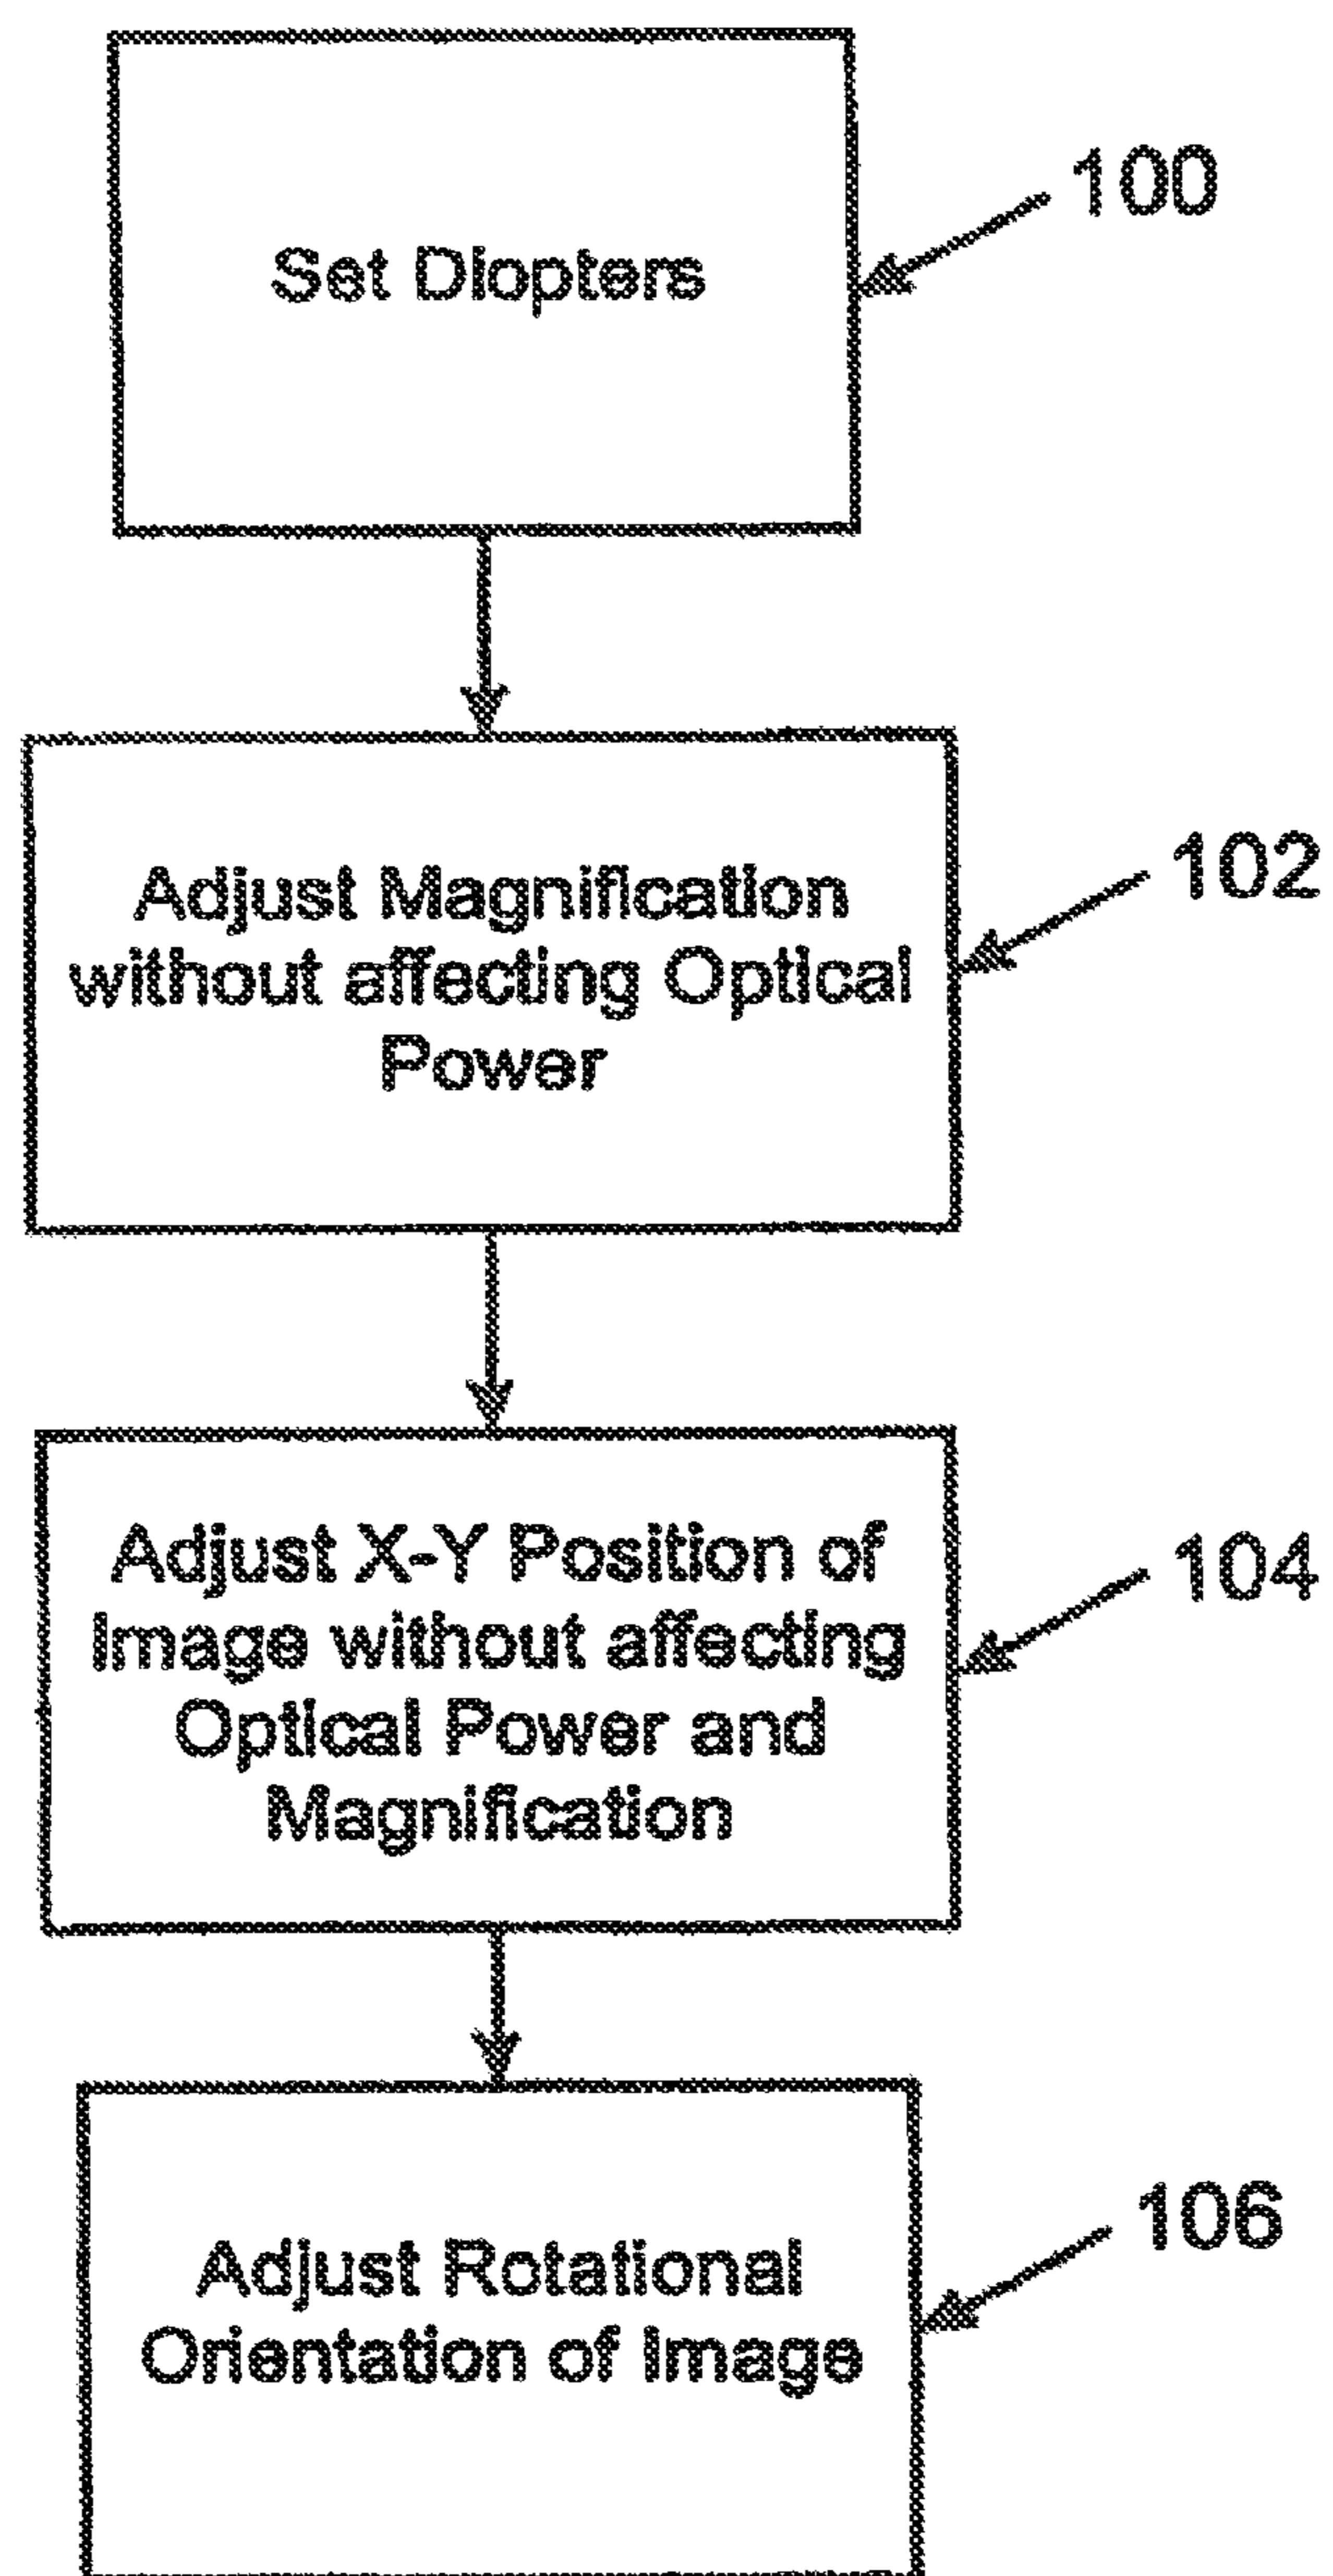 Set Diopters
100
Adjust Magnification
without affecting Optical
Power
102
Adjust X-Y Position of
Image without affecting
Optical Power and
Magnification
104
Adjust Rotational
Orientation of Image
106